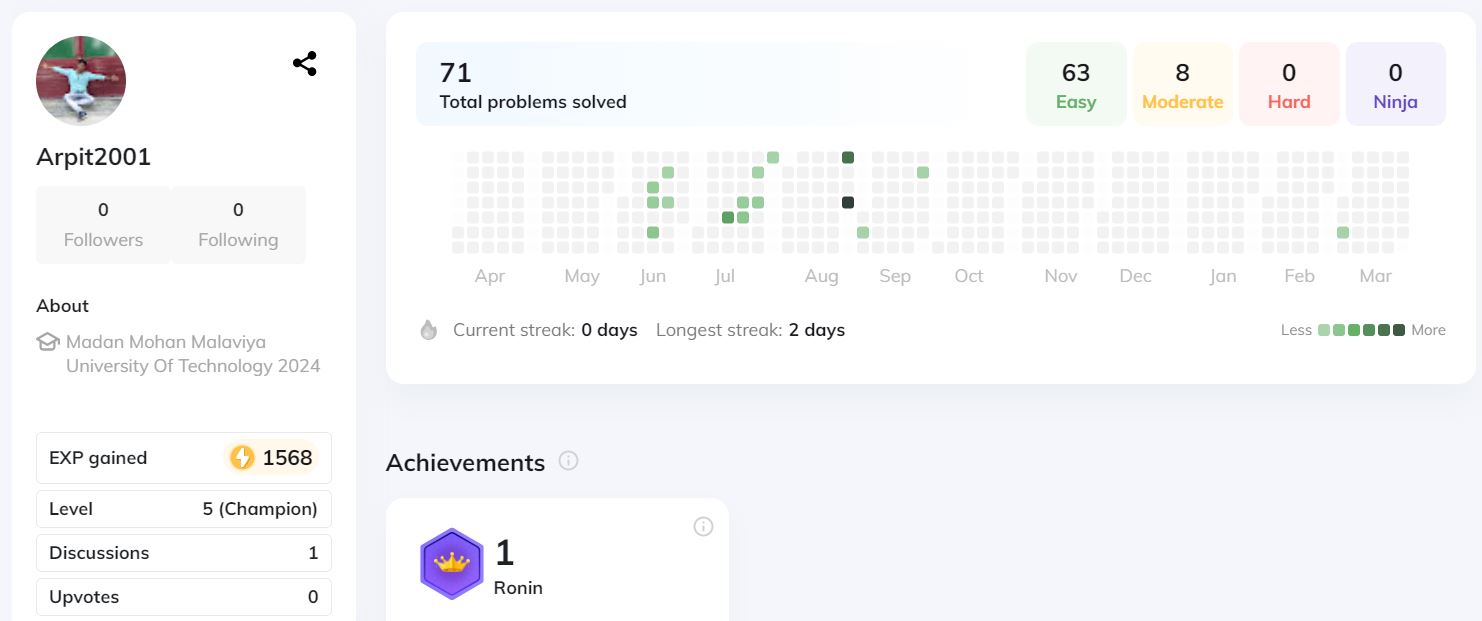 Arpit2001
0
Followers
0
Following
About
Madan Mohan Malaviya
University Of Technology 2024
EXP gained 1568
Level 5 (Champion)
Discussions 1
Upvotes 0
71
Total problems solved
63
Easy
8
Moderate
0
Hard
0
Ninja
Apr May Jun Jul Aug Sep Oct Nov Dec Jan Feb Mar
Current streak: 0 days Longest streak: 2 days
Less More
Achievements
1
Ronin